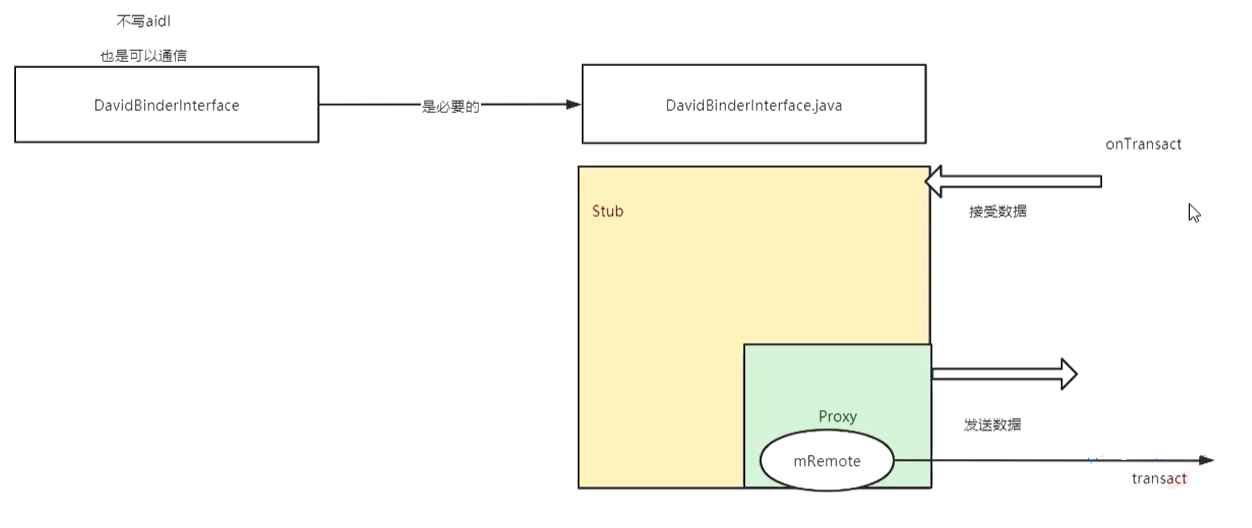 不写aidl
也是可以通信
DavidBinderInterface
是必要的
DavidBinderInterface.java
onTransact
Stub
接受数据
Proxy
发送数据
mRemote
transact